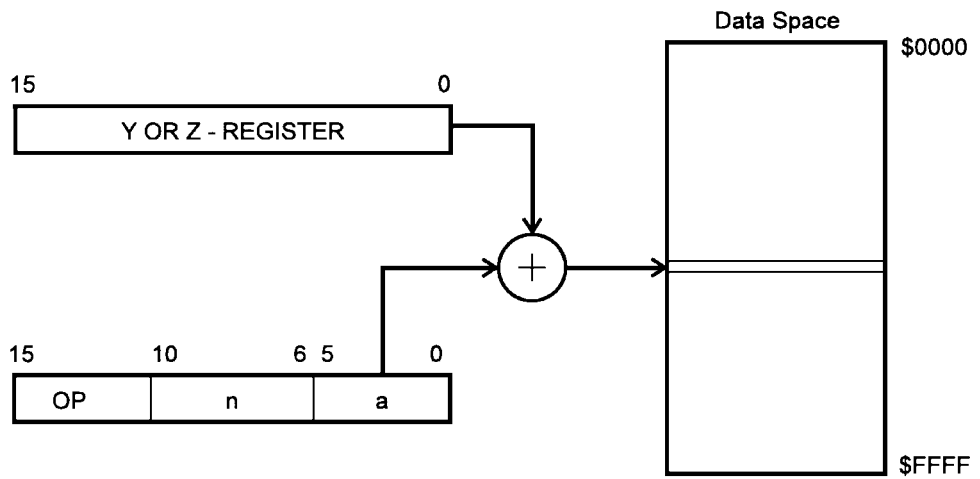 Data Space
$0000
15 0
Y OR Z - REGISTER
+
15 10 6 5 0
OP n a
$FFFF